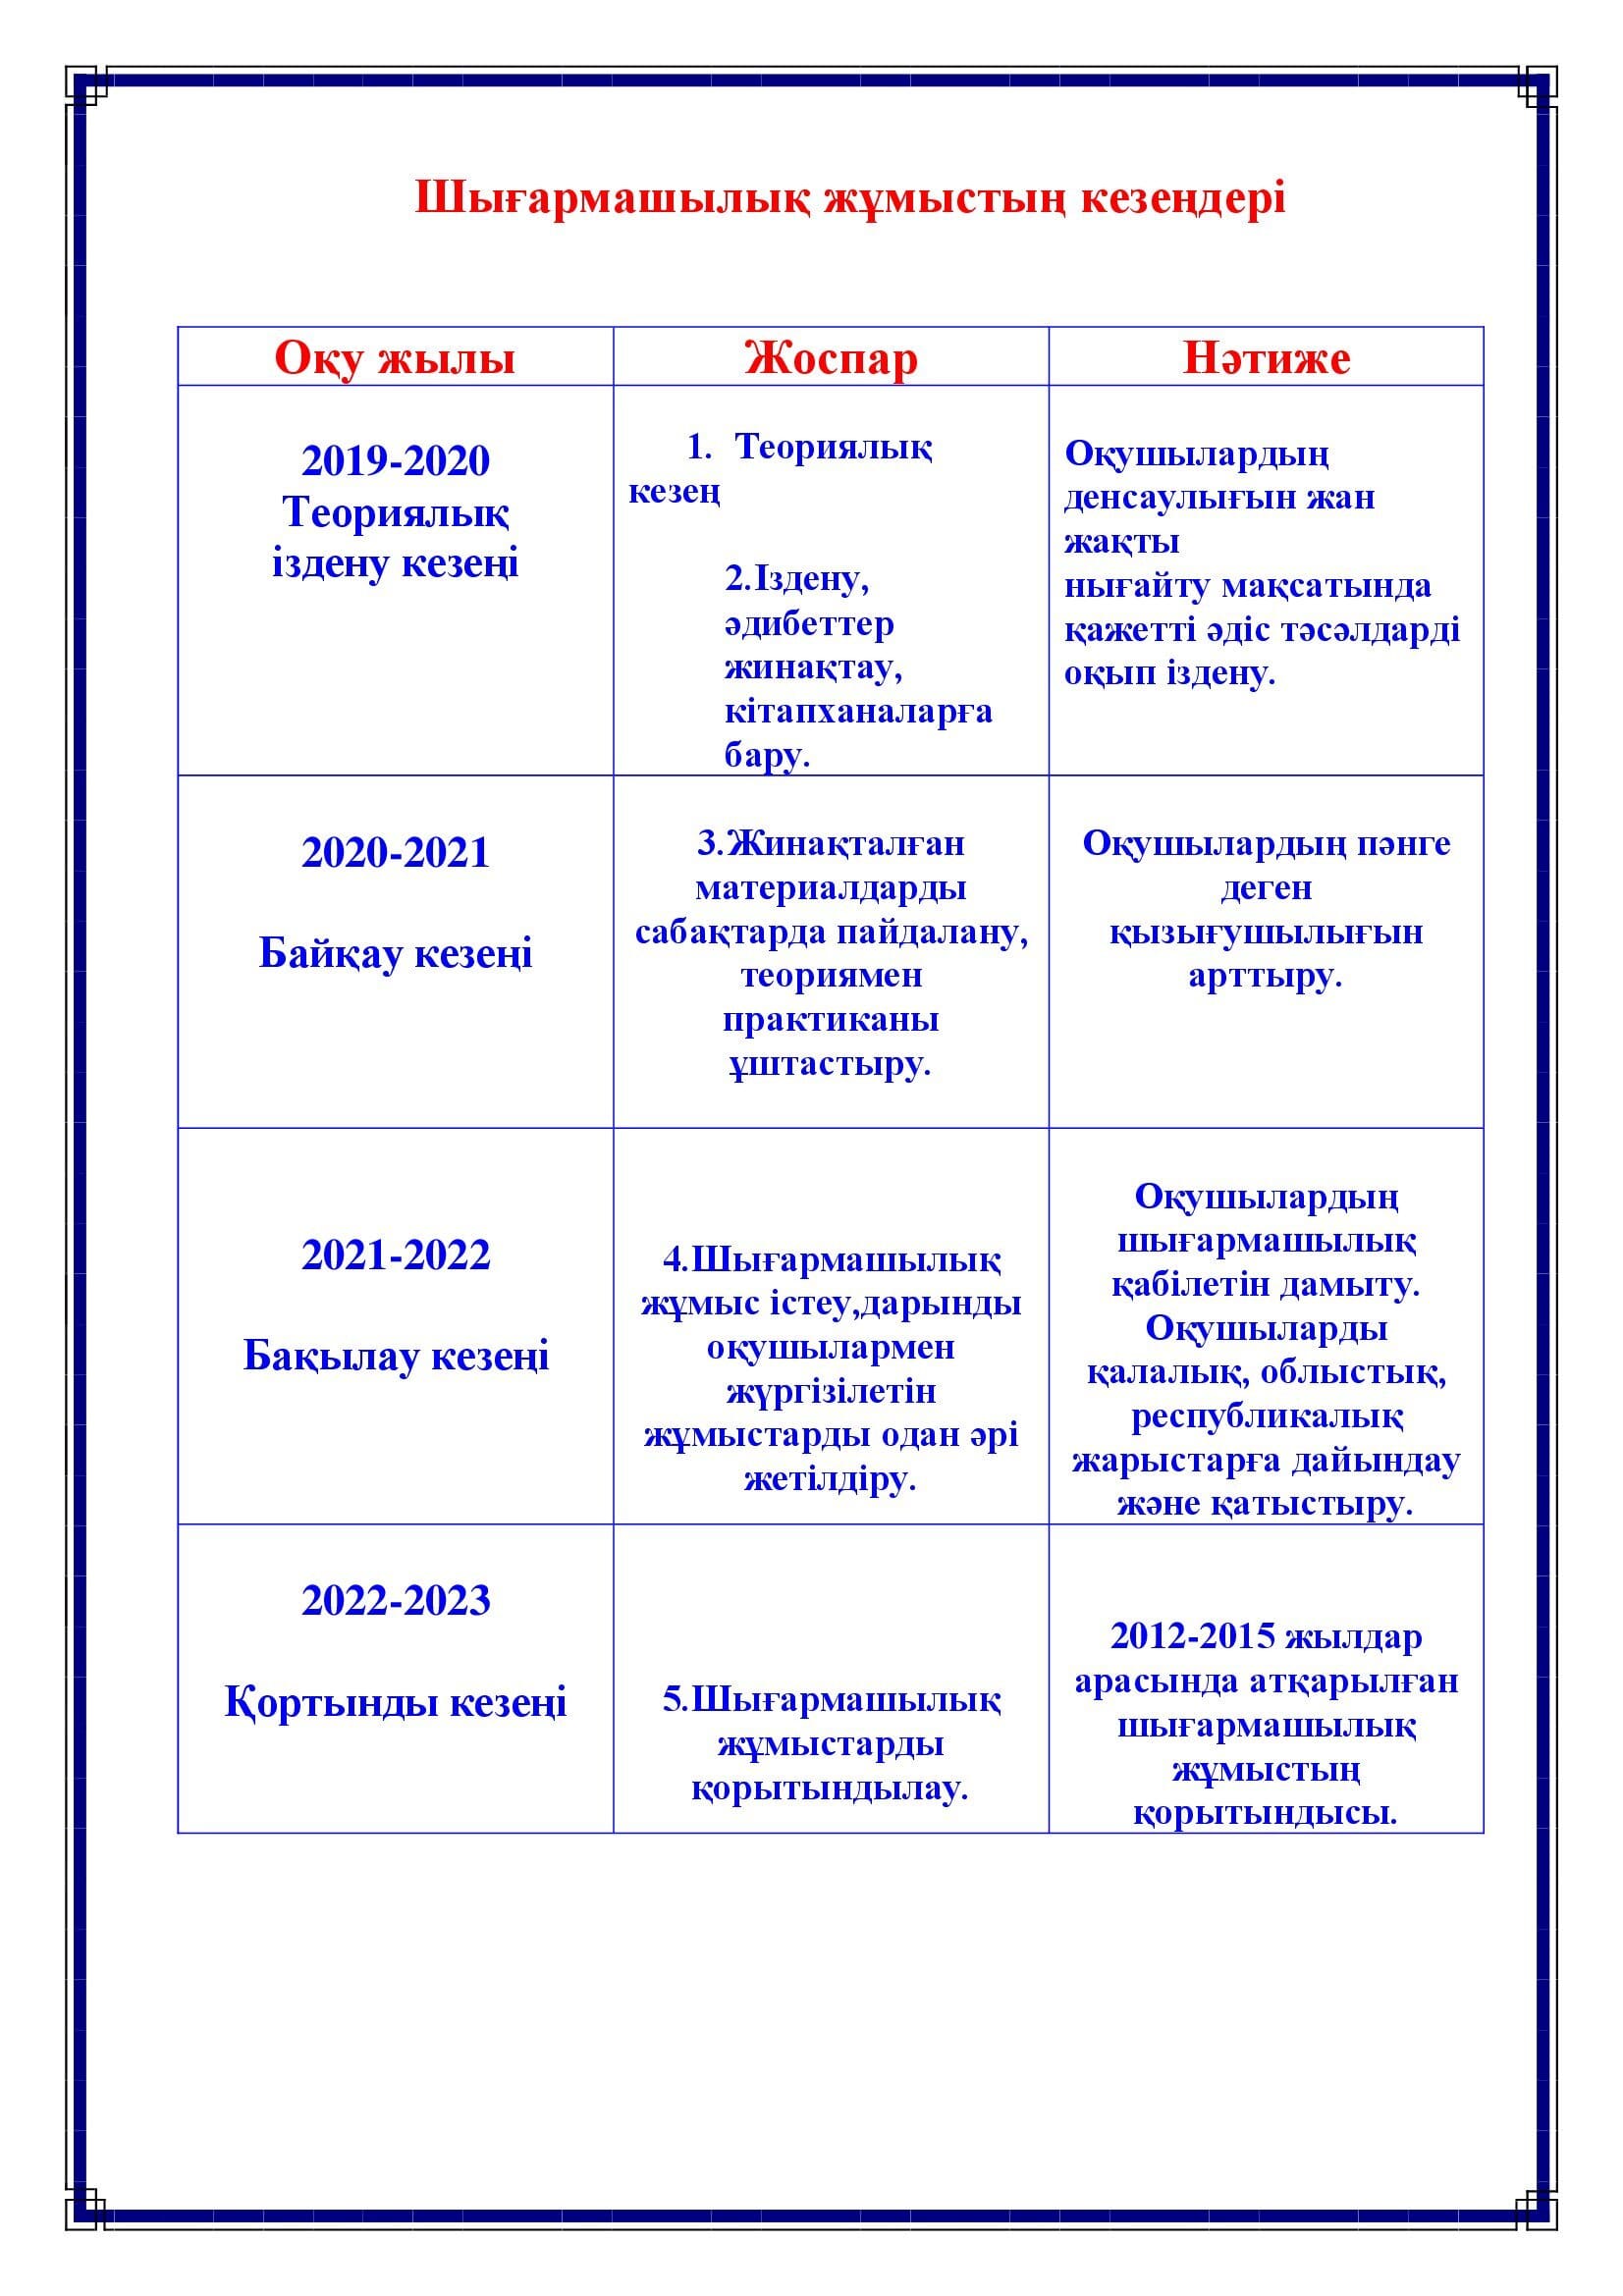 Шығармашылық жұмыстың кезеңдері
Оқу жылы
Жоспар
Нәтиже
2019-2020
Теориялық
іздену кезеңі
1. Теориялық
кезең
2.Іздену,
әдибеттер
жинақтау,
кітапханаларға
бару.
Оқушылардың
денсаулығын жан
жақты
нығайту мақсатында
қажетті әдіс тәсәлдарді
оқып іздену.
2020-2021
Байқау кезеңі
3.Жинақталған
материалдарды
сабақтарда пайдалану,
теориямен
практиканы
ұштастыру.
Оқушылардың пәнге
деген
қызығушылығын
арттыру.
2021-2022
Бақылау кезеңі
4.Шығармашылық
жұмыс істеу,дарынды
оқушылармен
жүргізілетін
жұмыстарды одан әрі
жетілдіру.
Оқушылардың
шығармашылық
қабілетін дамыту.
Оқушыларды
қалалық, облыстық,
республикалық
жарыстарға дайындау
және қатыстыру.
2022-2023
Қортынды кезеңі
5.Шығармашылық
жұмыстарды
қорытындылау.
2012-2015 жылдар
арасында атқарылған
шығармашылық
жұмыстың
қорытындысы.